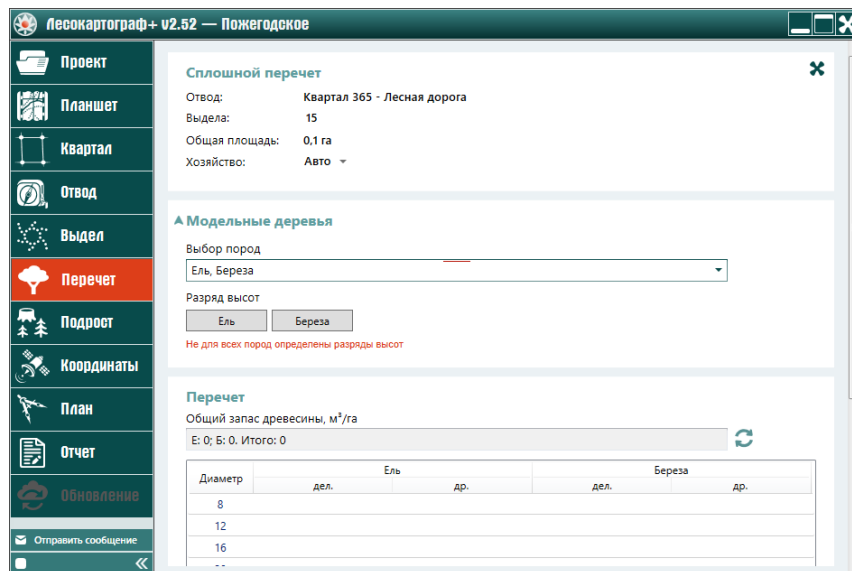 Лесокартограф+ v2.52 — Пожегодское
Проект
Планшет
Квартал
Отвод
Выдел
Перечет
Подрост
Координаты
План
Отчет
Обновление
Отправить сообщение
Сплошной перечет
Отвод: Квартал 365 - Лесная дорога
Выдела: 15
Общая площадь: 0,1 га
Хозяйство: Авто
Модельные деревья
Выбор пород
Ель, Береза
Разряд высот
Ель Береза
Не для всех пород определены разряды высот
Перечет
Общий запас древесины, м³/га
Е: 0; Б: 0. Итого: 0
Диаметр Ель Береза
дел. др. дел. др.
8
12
16